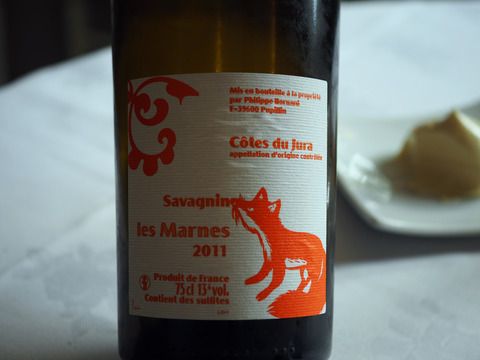 Mis en bouteille à la propriété
par Philippe Bornard
F-39600 Pupillin
Côtes du Jura
appellation d'origine contrôlée
Savagnin
les Marnes
2011
Produit de France
75cl 13%vol.
Contient des sulfites